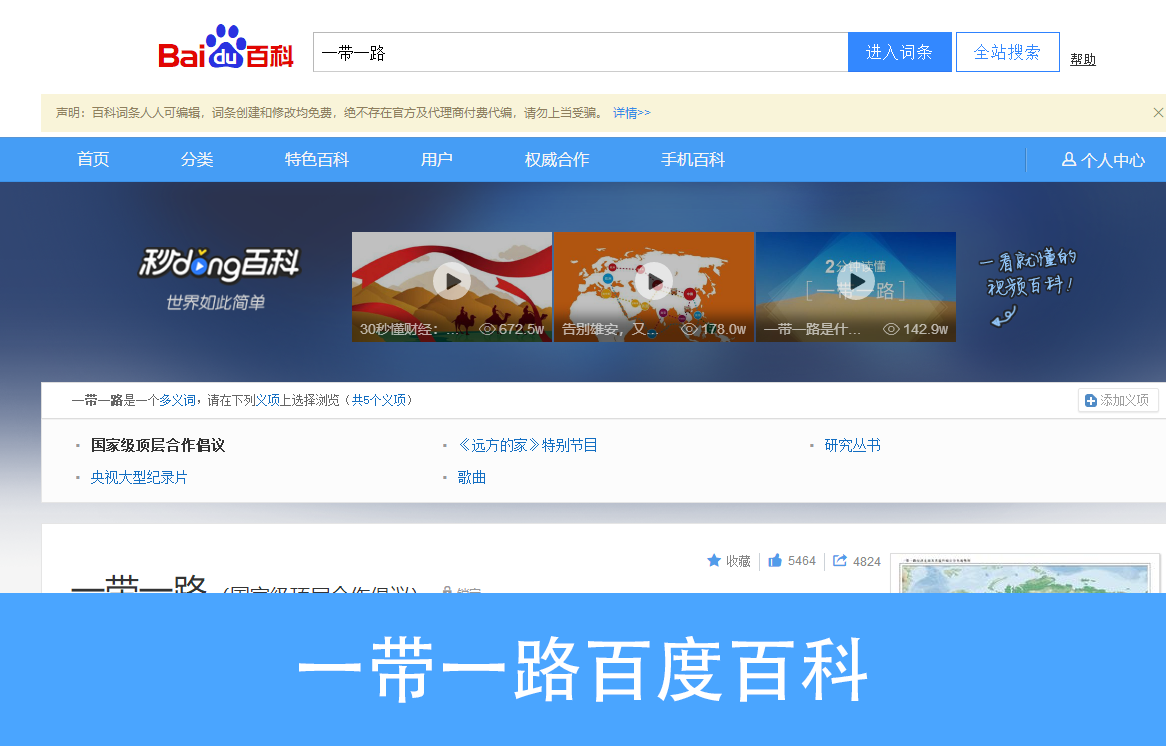 Bai du 百科
一带一路
进入词条
全站搜索
帮助
声明：百科词条人人可编辑，词条创建和修改均免费，绝不存在官方及代理商付费代编，请勿上当受骗。 详情>>
首页 分类 特色百科 用户 权威合作 手机百科 个人中心
秒dong百科
世界如此简单
30秒懂财经：... 672.5w
告别雄安，又... 178.0w
2分钟读懂
[一带一路]
一带一路是什... 142.9w
一看就懂的
视频百科！
一带一路是一个多义词，请在下列义项上选择浏览（共5个义项）
添加义项
国家级顶层合作倡议
《远方的家》特别节目
研究丛书
央视大型纪录片
歌曲
收藏 5464 4824
一带一路（国家级顶层合作倡议） 锁定
一带一路百度百科